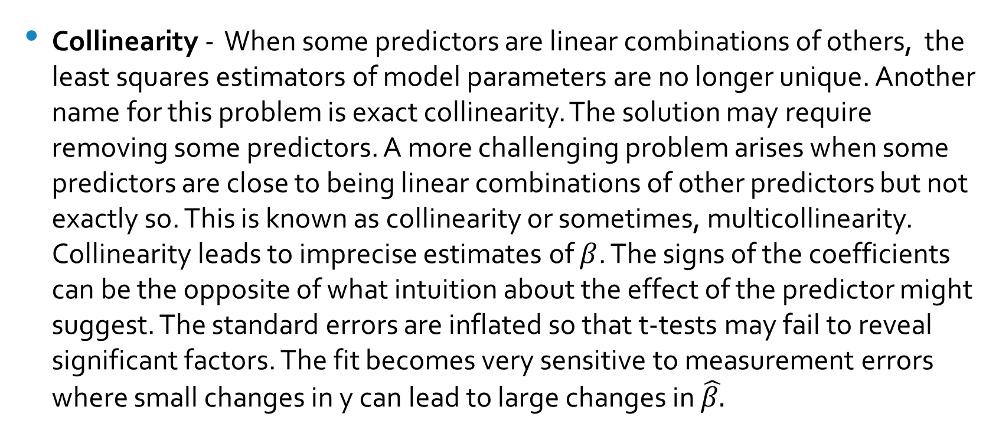 • Collinearity - When some predictors are linear combinations of others, the
least squares estimators of model parameters are no longer unique. Another
name for this problem is exact collinearity. The solution may require
removing some predictors. A more challenging problem arises when some
predictors are close to being linear combinations of other predictors but not
exactly so. This is known as collinearity or sometimes, multicollinearity.
Collinearity leads to imprecise estimates of β. The signs of the coefficients
can be the opposite of what intuition about the effect of the predictor might
suggest. The standard errors are inflated so that t-tests may fail to reveal
significant factors. The fit becomes very sensitive to measurement errors
where small changes in y can lead to large changes in β̂.